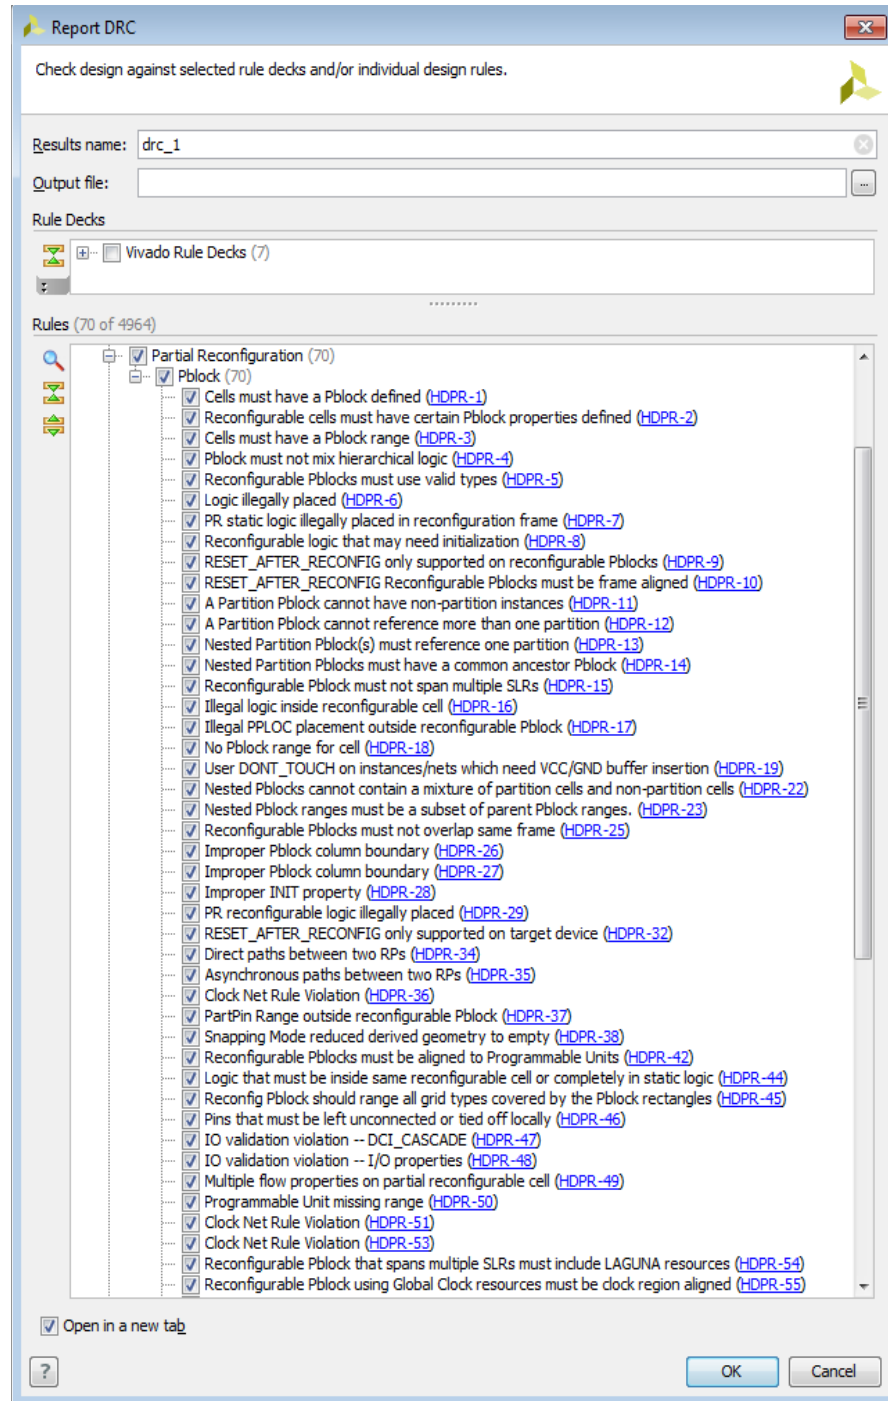 Report DRC
Check design against selected rule decks and/or individual design rules.
Results name: drc_1
Output file:
...
Rule Decks
Vivado Rule Decks (7)
Rules (70 of 4964)
Partial Reconfiguration (70)
Pblock (70)
Cells must have a Pblock defined (HDPR-1)
Reconfigurable cells must have certain Pblock properties defined (HDPR-2)
Cells must have a Pblock range (HDPR-3)
Pblock must not mix hierarchical logic (HDPR-4)
Reconfigurable Pblocks must use valid types (HDPR-5)
Logic illegally placed (HDPR-6)
PR static logic illegally placed in reconfiguration frame (HDPR-7)
Reconfigurable logic that may need initialization (HDPR-8)
RESET_AFTER_RECONFIG only supported on reconfigurable Pblocks (HDPR-9)
RESET_AFTER_RECONFIG Reconfigurable Pblocks must be frame aligned (HDPR-10)
A Partition Pblock cannot have non-partition instances (HDPR-11)
A Partition Pblock cannot reference more than one partition (HDPR-12)
Nested Partition Pblock(s) must reference one partition (HDPR-13)
Nested Partition Pblocks must have a common ancestor Pblock (HDPR-14)
Reconfigurable Pblock must not span multiple SLRs (HDPR-15)
Illegal logic inside reconfigurable cell (HDPR-16)
Illegal PPLOC placement outside reconfigurable Pblock (HDPR-17)
No Pblock range for cell (HDPR-18)
User DONT_TOUCH on instances/nets which need VCC/GND buffer insertion (HDPR-19)
Nested Pblocks cannot contain a mixture of partition cells and non-partition cells (HDPR-22)
Nested Pblock ranges must be a subset of parent Pblock ranges. (HDPR-23)
Reconfigurable Pblocks must not overlap same frame (HDPR-25)
Improper Pblock column boundary (HDPR-26)
Improper Pblock column boundary (HDPR-27)
Improper INIT property (HDPR-28)
PR reconfigurable logic illegally placed (HDPR-29)
RESET_AFTER_RECONFIG only supported on target device (HDPR-32)
Direct paths between two RPs (HDPR-34)
Asynchronous paths between two RPs (HDPR-35)
Clock Net Rule Violation (HDPR-36)
PartPin Range outside reconfigurable Pblock (HDPR-37)
Snapping Mode reduced derived geometry to empty (HDPR-38)
Reconfigurable Pblocks must be aligned to Programmable Units (HDPR-42)
Logic that must be inside same reconfigurable cell or completely in static logic (HDPR-44)
Reconfig Pblock should range all grid types covered by the Pblock rectangles (HDPR-45)
Pins that must be left unconnected or tied off locally (HDPR-46)
IO validation violation -- DCI_CASCADE (HDPR-47)
IO validation violation -- I/O properties (HDPR-48)
Multiple flow properties on partial reconfigurable cell (HDPR-49)
Programmable Unit missing range (HDPR-50)
Clock Net Rule Violation (HDPR-51)
Clock Net Rule Violation (HDPR-53)
Reconfigurable Pblock that spans multiple SLRs must include LAGUNA resources (HDPR-54)
Reconfigurable Pblock using Global Clock resources must be clock region aligned (HDPR-55)
Open in a new tab
? OK Cancel